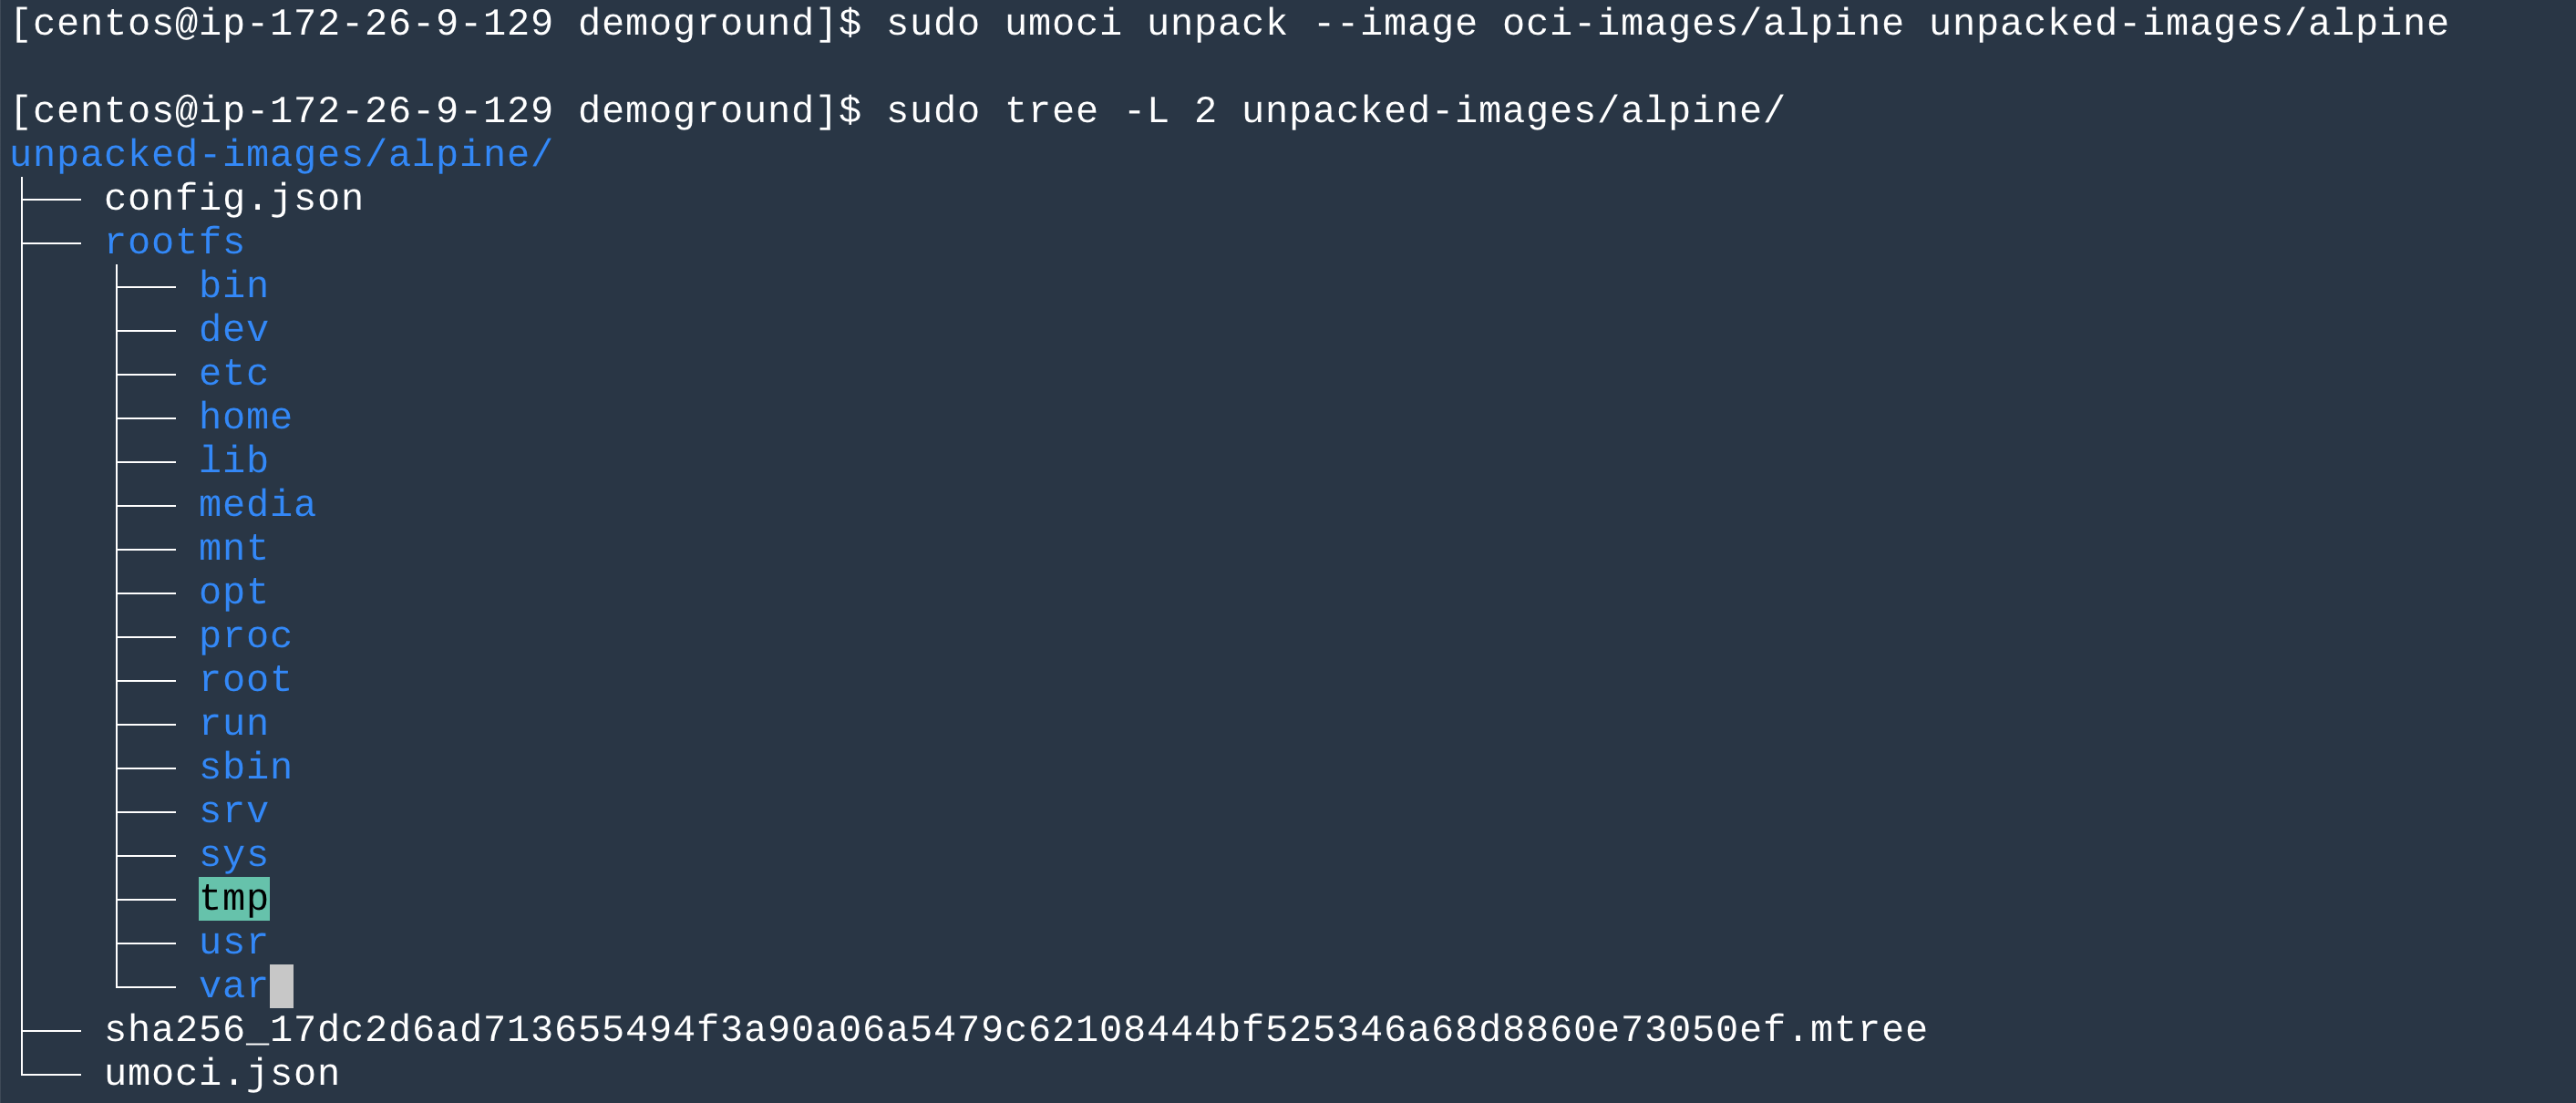 [centos@ip-172-26-9-129 demoground]$ sudo umoci unpack --image oci-images/alpine unpacked-images/alpine
[centos@ip-172-26-9-129 demoground]$ sudo tree -L 2 unpacked-images/alpine/
unpacked-images/alpine/
├── config.json
├── rootfs
│   ├── bin
│   ├── dev
│   ├── etc
│   ├── home
│   ├── lib
│   ├── media
│   ├── mnt
│   ├── opt
│   ├── proc
│   ├── root
│   ├── run
│   ├── sbin
│   ├── srv
│   ├── sys
│   ├── tmp
│   ├── usr
│   └── var
├── sha256_17dc2d6ad713655494f3a90a06a5479c62108444bf525346a68d8860e73050ef.mtree
└── umoci.json